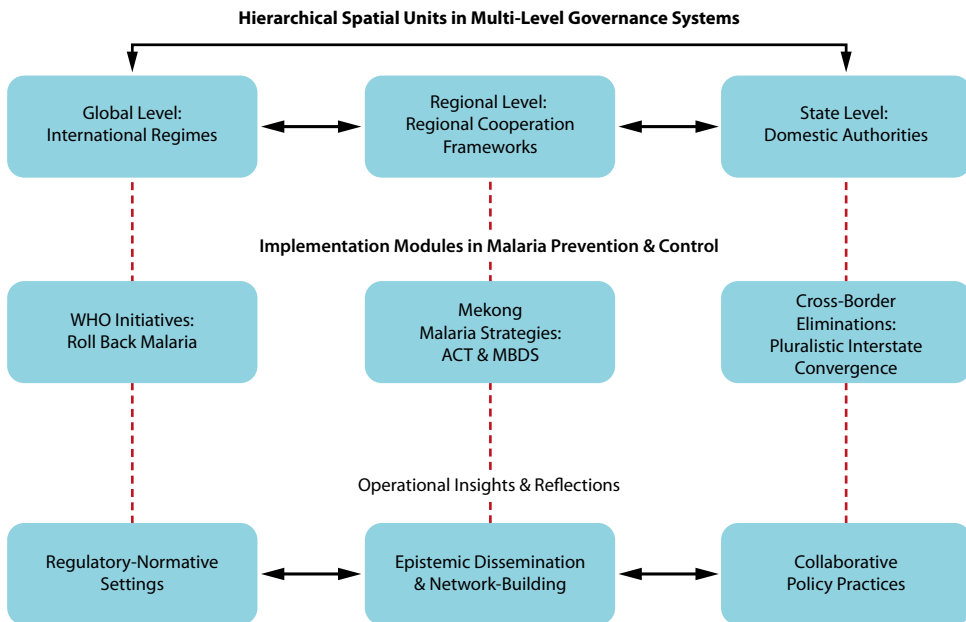 Hierarchical Spatial Units in Multi-Level Governance Systems
Global Level:
International Regimes
Regional Level:
Regional Cooperation
Frameworks
State Level:
Domestic Authorities
Implementation Modules in Malaria Prevention & Control
WHO Initiatives:
Roll Back Malaria
Mekong
Malaria Strategies:
ACT & MBDS
Cross-Border
Eliminations:
Pluralistic Interstate
Convergence
Operational Insights & Reflections
Regulatory-Normative
Settings
Epistemic Dissemination
& Network-Building
Collaborative
Policy Practices